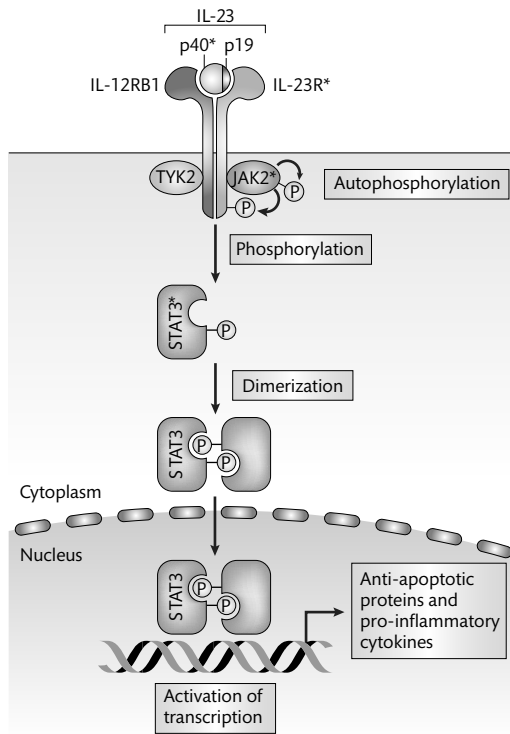 IL-23
p40* p19
IL-12RB1
IL-23R*
TYK2
JAK2*
P
Autophosphorylation
P
Phosphorylation
STAT3*
P
Dimerization
STAT3
P
P
Cytoplasm
Nucleus
STAT3
P
P
Anti-apoptotic
proteins and
pro-inflammatory
cytokines
Activation of
transcription